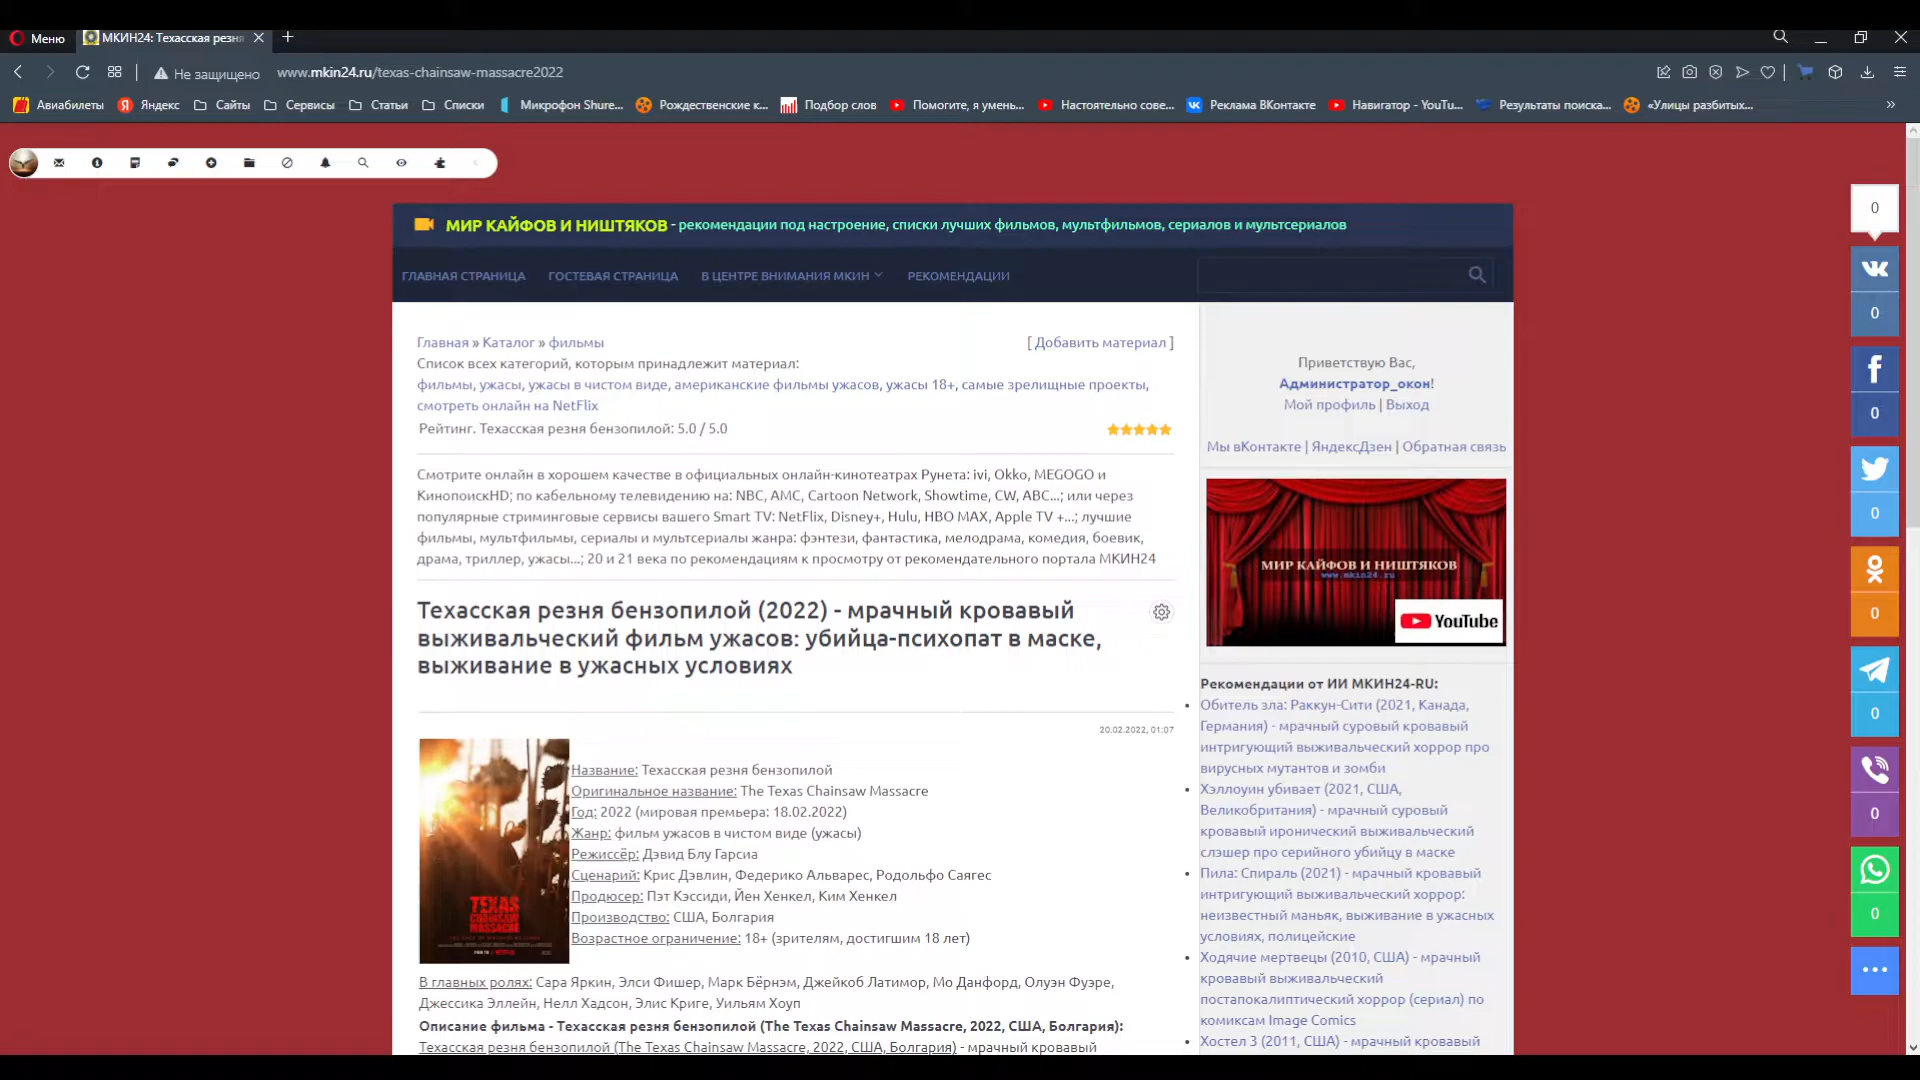 Меню
МКИН24: Техасская резня
Не защищено
www.mkin24.ru/texas-chainsaw-massacre2022
Авиабилеты
Яндекс
Сайты
Сервисы
Статьи
Списки
Микрофон Shure...
Рождественские к...
Подбор слов
Помогите, я умень...
Настоятельно сове...
Реклама ВКонтакте
Навигатор - YouTu...
Результаты поиска...
«Улицы разбитых...
МИР КАЙФОВ И НИШТЯКОВ - рекомендации под настроение, списки лучших фильмов, мультфильмов, сериалов и мультсериалов
ГЛАВНАЯ СТРАНИЦА
ГОСТЕВАЯ СТРАНИЦА
В ЦЕНТРЕ ВНИМАНИЯ МКИН
РЕКОМЕНДАЦИИ
Главная » Каталог » фильмы
[ Добавить материал ]
Список всех категорий, которым принадлежит материал:
фильмы, ужасы, ужасы в чистом виде, американские фильмы ужасов, ужасы 18+, самые зрелищные проекты,
смотреть онлайн на NetFlix
Рейтинг. Техасская резня бензопилой: 5.0 / 5.0
Смотрите онлайн в хорошем качестве в официальных онлайн-кинотеатрах Рунета: ivi, Okko, MEGOGO и
КинопоискHD; по кабельному телевидению на: NBC, AMC, Cartoon Network, Showtime, CW, ABC...; или через
популярные стриминговые сервисы вашего Smart TV: NetFlix, Disney+, Hulu, HBO MAX, Apple TV +...; лучшие
фильмы, мультфильмы, сериалы и мультсериалы жанра: фэнтези, фантастика, мелодрама, комедия, боевик,
драма, триллер, ужасы...; 20 и 21 века по рекомендациям к просмотру от рекомендательного портала МКИН24
Техасская резня бензопилой (2022) - мрачный кровавый
выживальческий фильм ужасов: убийца-психопат в маске,
выживание в ужасных условиях
20.02.2022, 01:07
TEXAS
CHAINSAW
MASSACRE
Название: Техасская резня бензопилой
Оригинальное название: The Texas Chainsaw Massacre
Год: 2022 (мировая премьера: 18.02.2022)
Жанр: фильм ужасов в чистом виде (ужасы)
Режиссёр: Дэвид Блу Гарсиа
Сценарий: Крис Дэвлин, Федерико Альварес, Родольфо Саягес
Продюсер: Пэт Кэссиди, Йен Хенкел, Ким Хенкел
Производство: США, Болгария
Возрастное ограничение: 18+ (зрителям, достигшим 18 лет)
В главных ролях: Сара Яркин, Элси Фишер, Марк Бёрнэм, Джейкоб Латимор, Мо Данфорд, Олуэн Фуэре,
Джессика Эллейн, Нелл Хадсон, Элис Криге, Уильям Хоуп
Описание фильма - Техасская резня бензопилой (The Texas Chainsaw Massacre, 2022, США, Болгария):
Техасская резня бензопилой (The Texas Chainsaw Massacre, 2022, США, Болгария) - мрачный кровавый
Приветствую Вас,
Администратор_окон!
Мой профиль | Выход
Мы вКонтакте | ЯндексДзен | Обратная связь
МИР КАЙФОВ И НИШТЯКОВ
www.mkin24.ru
YouTube
Рекомендации от ИИ МКИН24-RU:
Обитель зла: Раккун-Сити (2021, Канада,
Германия) - мрачный суровый кровавый
интригующий выживальческий хоррор про
вирусных мутантов и зомби
Хэллоуин убивает (2021, США,
Великобритания) - мрачный суровый
кровавый иронический выживальческий
слэшер про серийного убийцу в маске
Пила: Спираль (2021) - мрачный кровавый
интригующий выживальческий хоррор:
неизвестный маньяк, выживание в ужасных
условиях, полицейские
Ходячие мертвецы (2010, США) - мрачный
кровавый выживальческий
постапокалиптический хоррор (сериал) по
комиксам Image Comics
Хостел 3 (2011, США) - мрачный кровавый
0
0
0
0
0
0
0
0